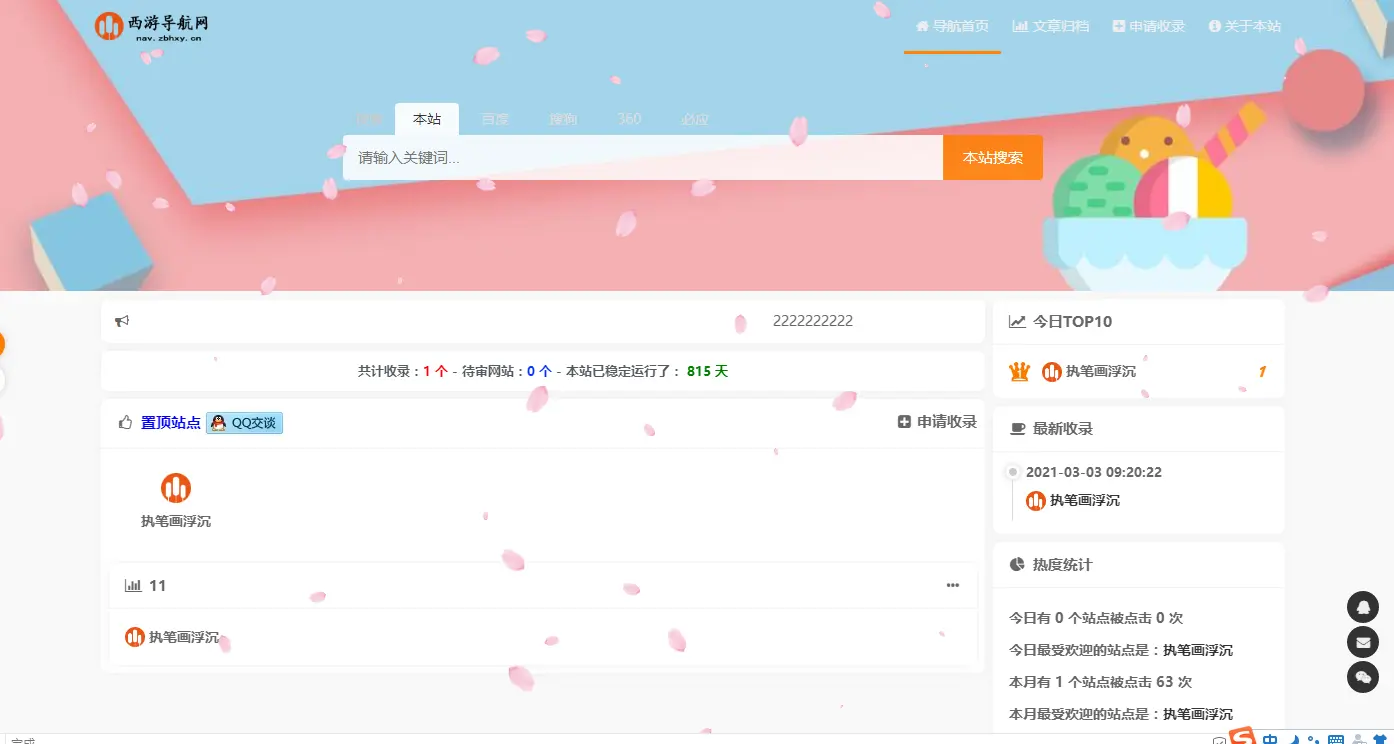 西游导航网
nav.zbhxy.cn
导航首页 文章归档 申请收录 关于本站
本站 百度 搜狗 360 必应
请输入关键词... 本站搜索
2222222222
共计收录：1 个 - 待审网站：0 个 - 本站已稳定运行了： 815 天
置顶站点 QQ交谈 申请收录
执笔画浮沉
11
执笔画浮沉
今日TOP10
执笔画浮沉 1
最新收录
2021-03-03 09:20:22
执笔画浮沉
热度统计
今日有 0 个站点被点击 0 次
今日最受欢迎的站点是：执笔画浮沉
本月有 1 个站点被点击 63 次
本月最受欢迎的站点是：执笔画浮沉
完成
S 中